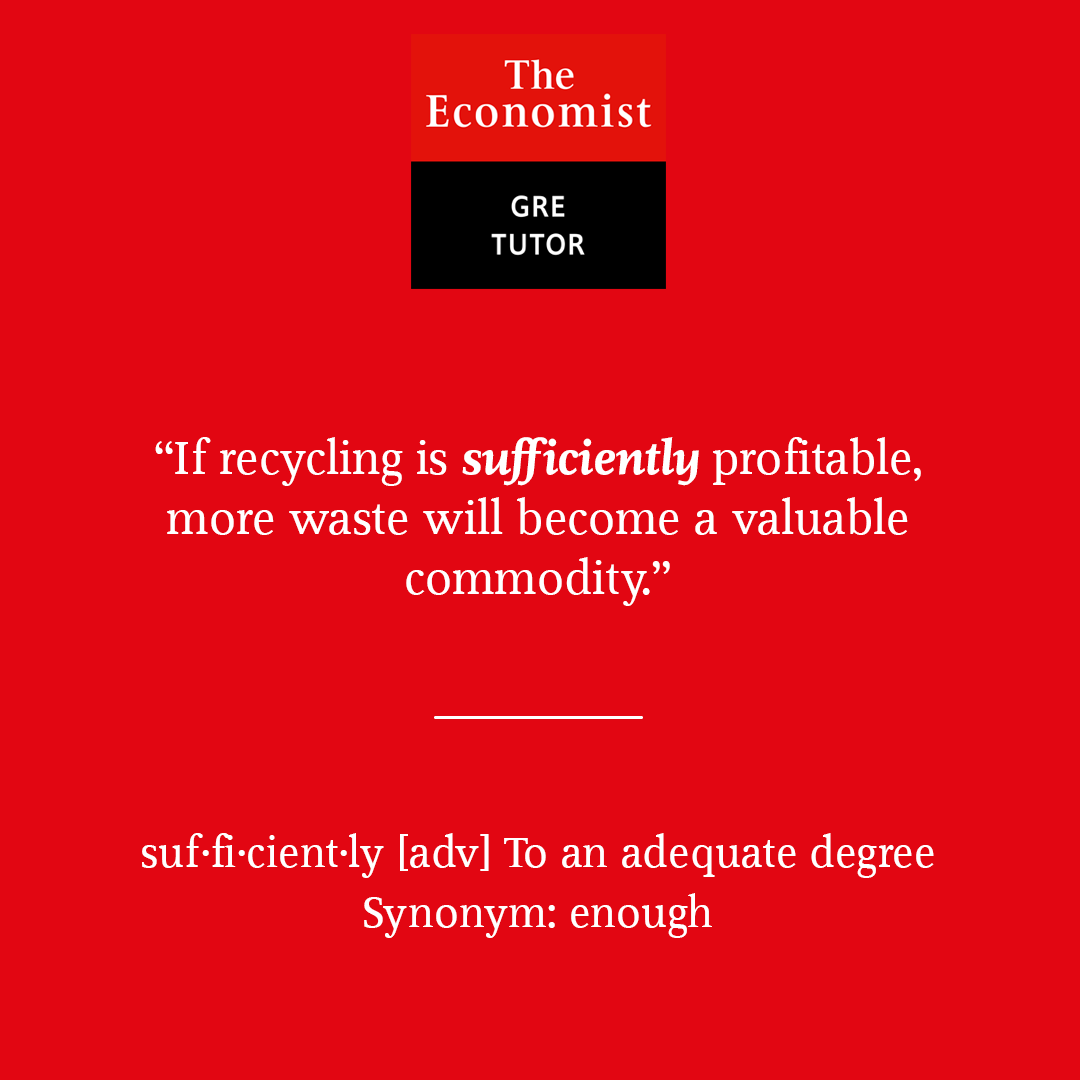 The
Economist
GRE
TUTOR
“If recycling is sufficiently profitable,
more waste will become a valuable
commodity.”
suf·fi·cient·ly [adv] To an adequate degree
Synonym: enough